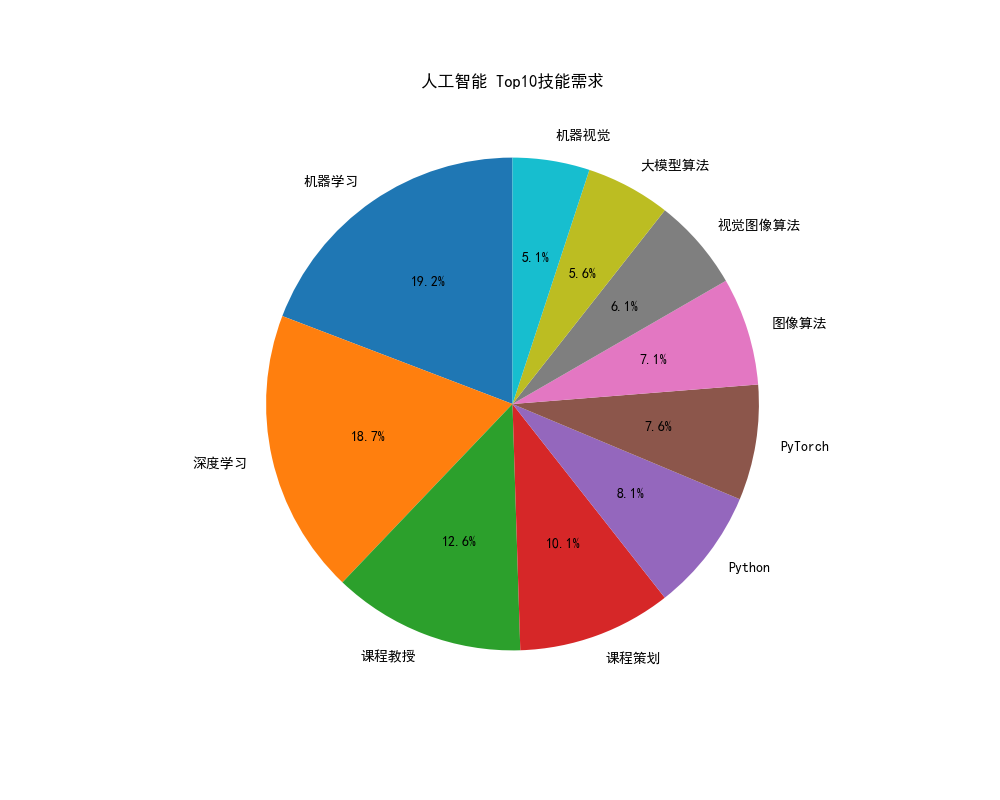 人工智能 Top10技能需求
机器视觉
大模型算法
机器学习
视觉图像算法
5.1%
5.6%
19.2%
6.1%
图像算法
7.1%
7.6%
18.7%
PyTorch
深度学习
8.1%
12.6%
10.1%
Python
课程教授
课程策划